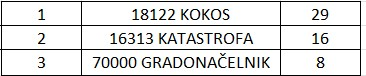 1 18122 KOKOS 29
2 16313 KATASTROFA 16
3 70000 GRADONAČELNIK 8